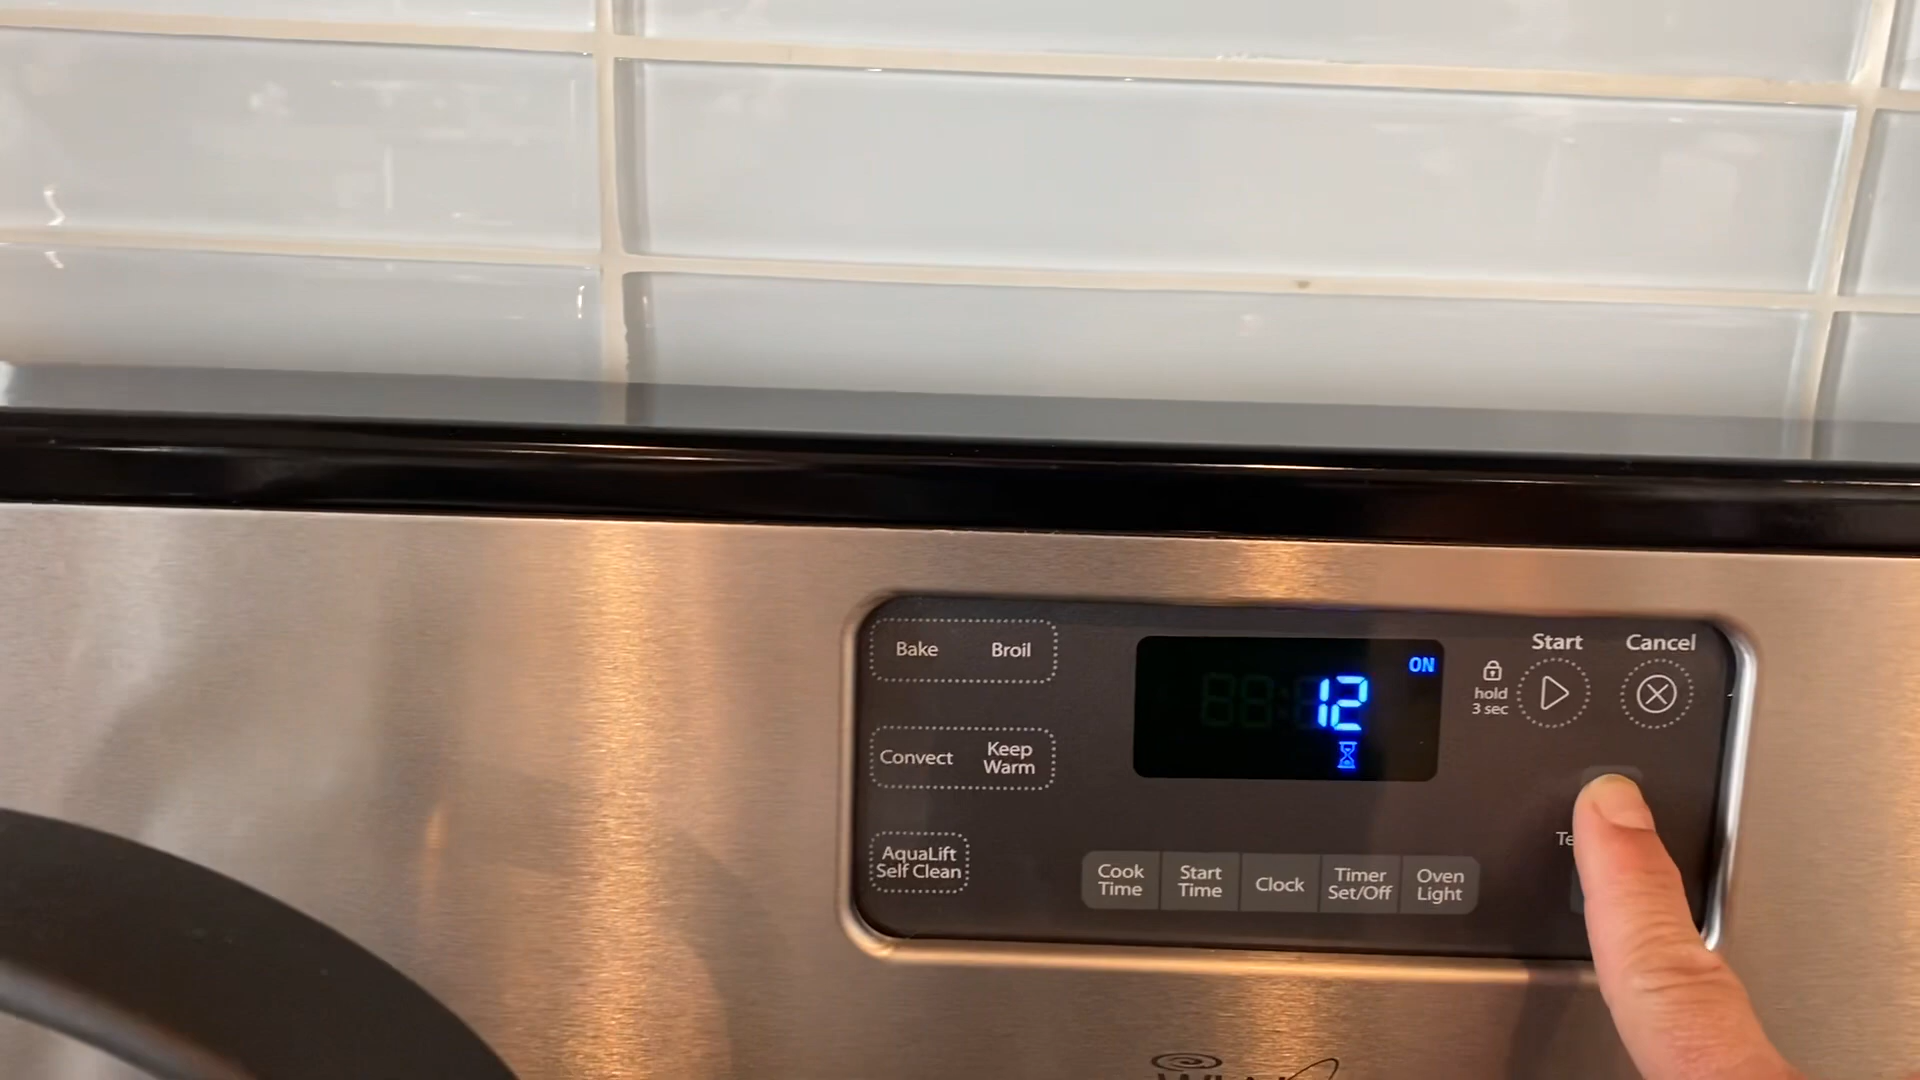 Bake Broil
Convect Keep Warm
AquaLift
Self Clean
ON
12
Start Cancel
hold
3 sec
Cook
Time
Start
Time
Clock
Timer
Set/Off
Oven
Light